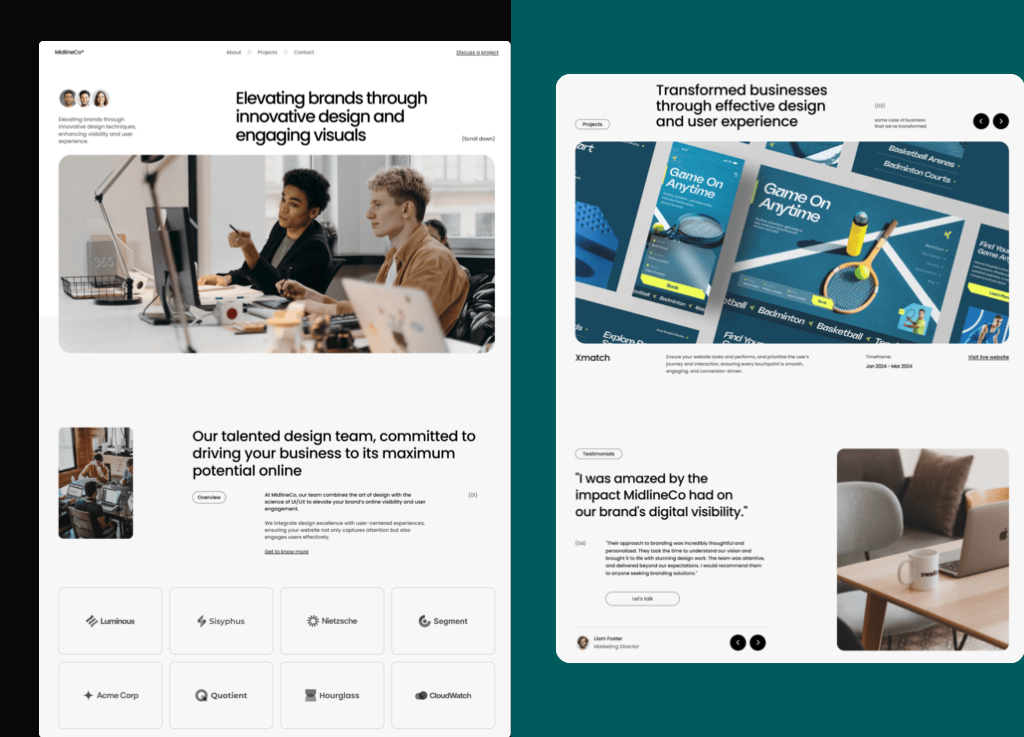 MidlineCo®
About // Projects // Contact
Discuss a project
Elevating brands through
innovative design techniques,
enhancing visibility and user
experience.
Elevating brands through
innovative design and
engaging visuals
(Scroll down)
365
Our talented design team, committed to
driving your business to its maximum
potential online
Overview
At MidlineCo, our team combines the art of design with the
science of UI/UX to elevate your brand's online visibility and user
engagement.
(01)
We integrate design excellence with user-centered experiences,
ensuring your website not only captures attention but also
engages users effectively.
Get to know more
Luminous
Sisyphus
Nietzsche
Segment
Acme Corp
Quotient
Hourglass
CloudWatch
Projects
Transformed businesses
through effective design
and user experience
(03)
some case of business
that we've transformed
Game On
Anytime
Book
Game On
Anytime
Book
Basketball Arenas
Badminton Courts
Badminton
Basketball
Badminton
Basketball
Explore
Find You
Find Your
Game An
Xmatch
Ensure your website looks and performs, and prioritize the user's
journey and interaction, ensuring every touchpoint is smooth,
engaging, and conversion-driven.
Timeframe:
Jan 2024 - Mar 2024
Visit live website
Testimonials
"I was amazed by the
impact MidlineCo had on
our brand's digital visibility."
(04)
"Their approach to branding was incredibly thoughtful and
personalized. They took the time to understand our vision and
brought it to life with stunning design work. The team was attentive,
and delivered beyond our expectations. I would recommend them
to anyone seeking branding solutions."
Let's talk
Liam Foster
Marketing Director